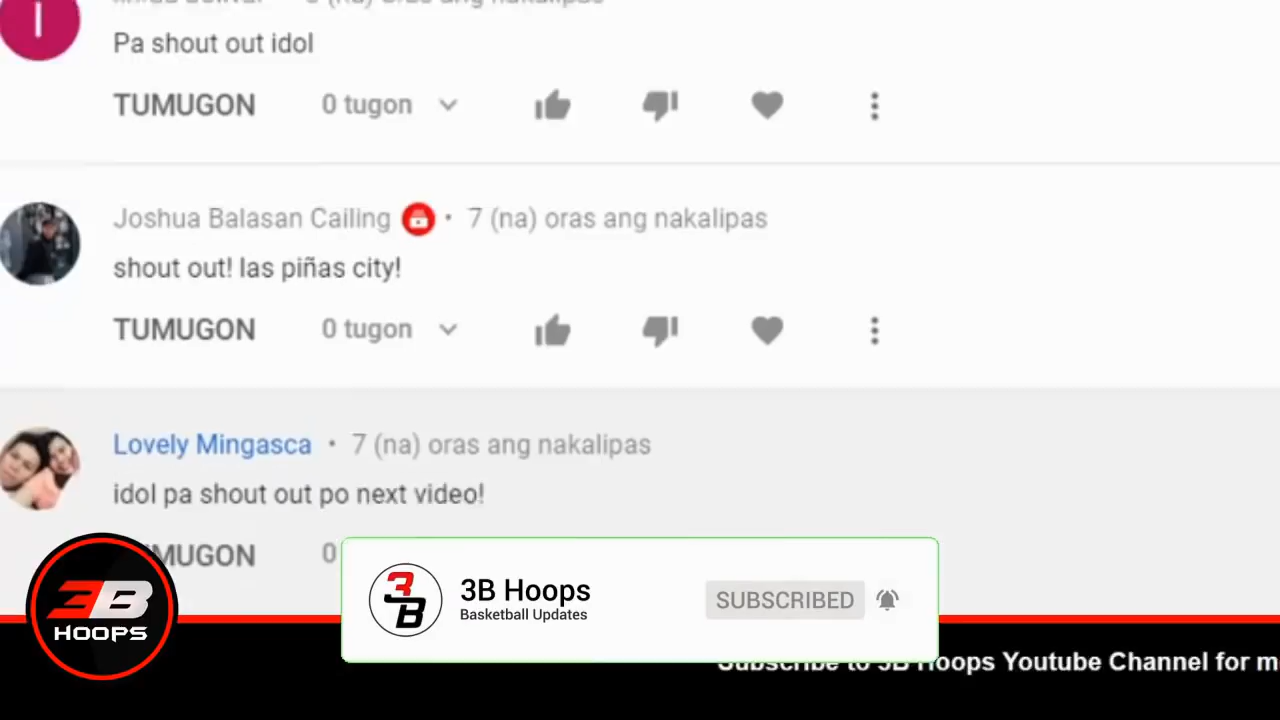 Pa shout out idol
TUMUGON 0 tugon
Joshua Balasan Cailing • 7 (na) oras ang nakalipas
shout out! las piñas city!
TUMUGON 0 tugon
Lovely Mingasca • 7 (na) oras ang nakalipas
idol pa shout out po next video!
0
3B
HOOPS
3B
3B Hoops
Basketball Updates
SUBSCRIBED
Subscribe to 3B Hoops Youtube Channel for m